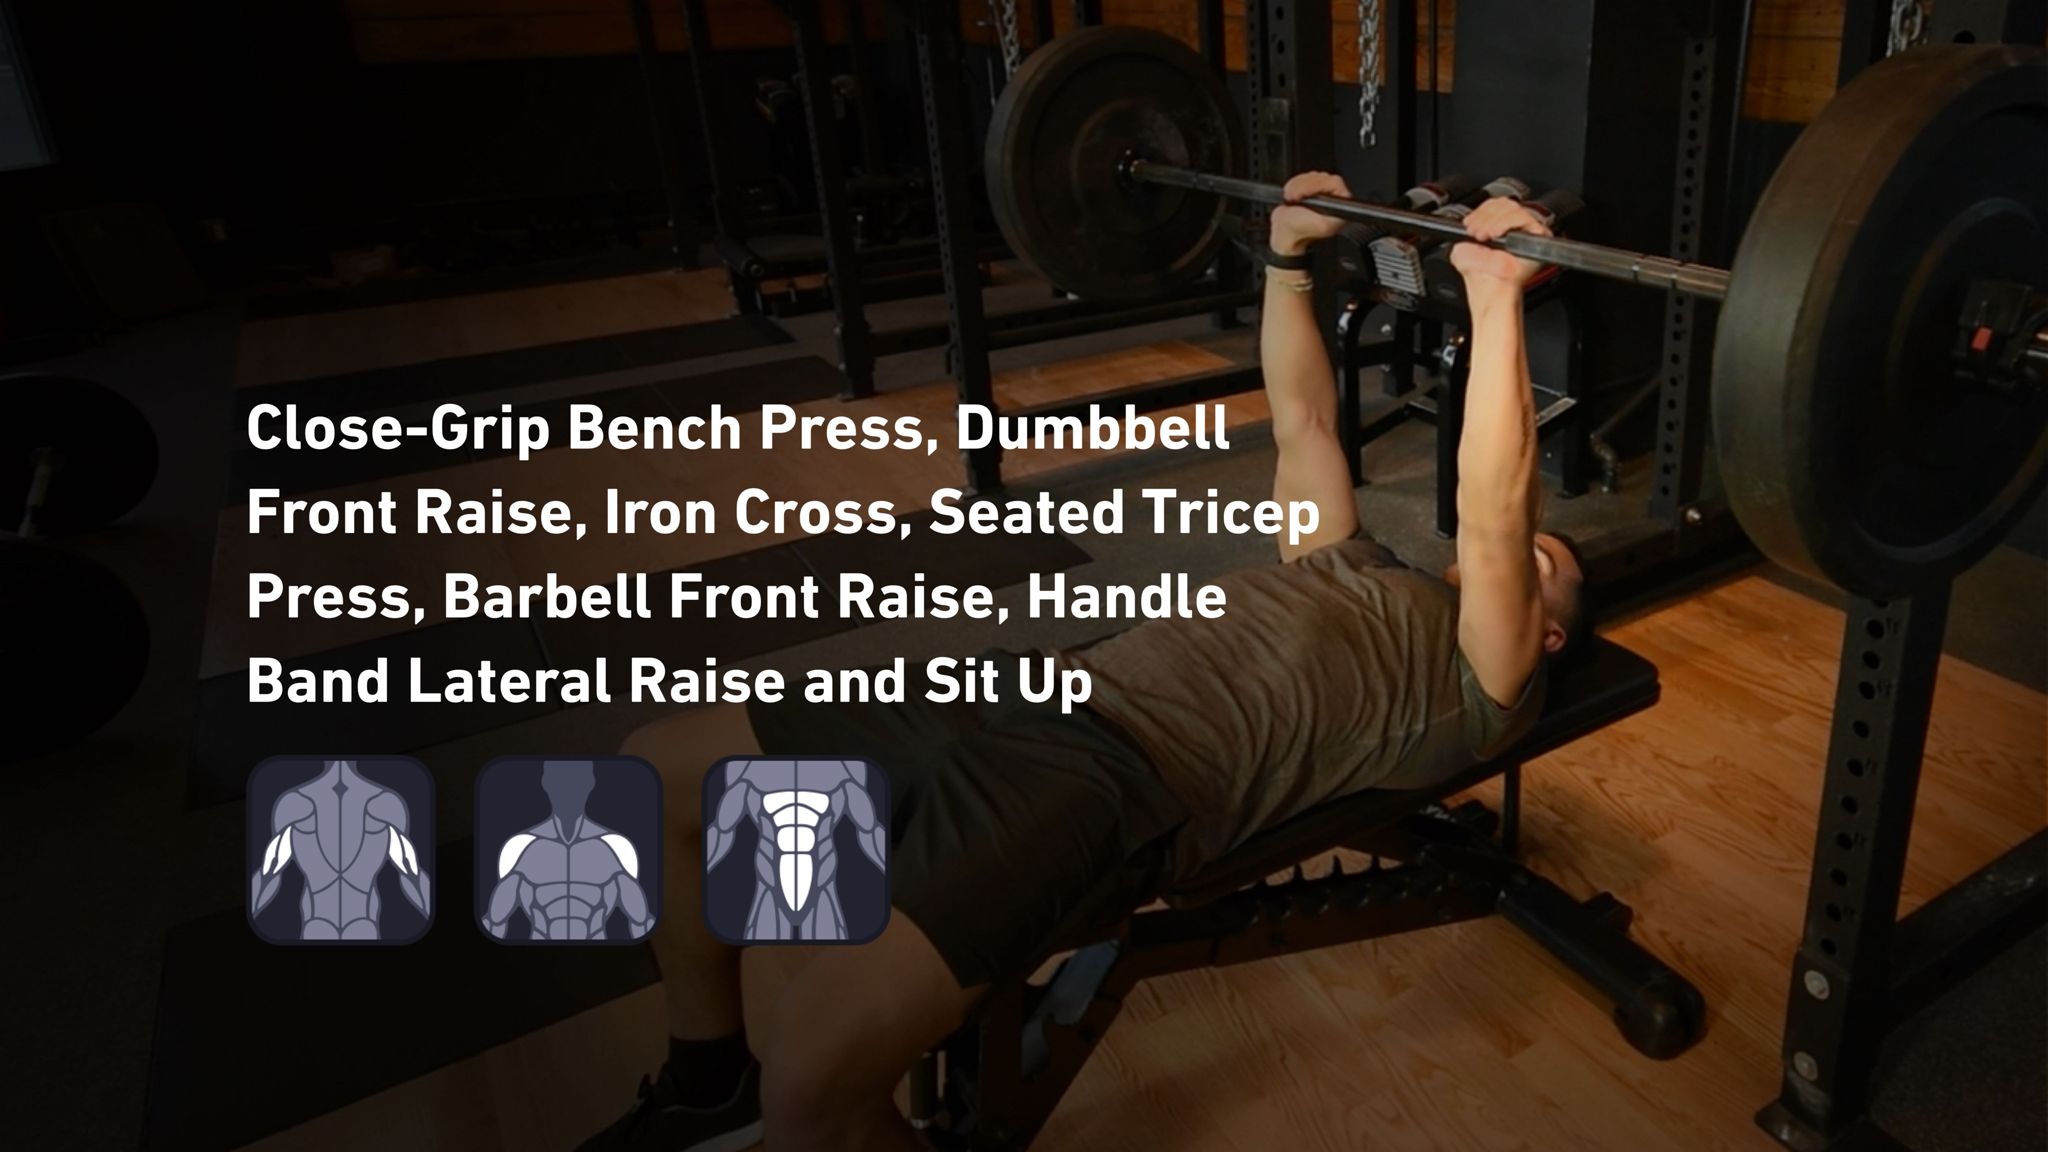 Close-Grip Bench Press, Dumbbell
Front Raise, Iron Cross, Seated Tricep
Press, Barbell Front Raise, Handle
Band Lateral Raise and Sit Up